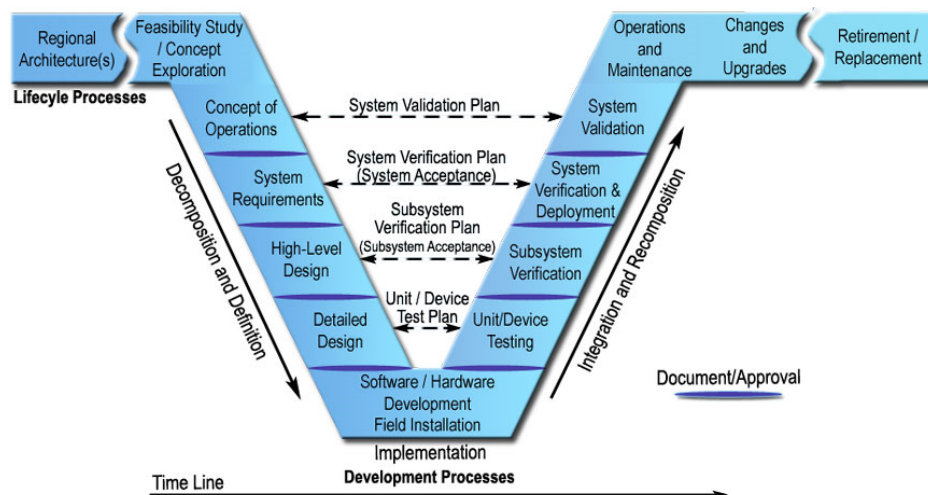 Regional
Architecture(s)
Feasibility Study
/ Concept
Exploration
Operations
and
Maintenance
Changes
and
Upgrades
Retirement /
Replacement
Lifecyle Processes
Concept of
Operations
System Validation Plan
System
Validation
System
Requirements
System Verification Plan
(System Acceptance)
System
Verification &
Deployment
High-Level
Design
Subsystem
Verification Plan
(Subsystem Acceptance)
Subsystem
Verification
Detailed
Design
Unit / Device
Test Plan
Unit/Device
Testing
Decomposition and Definition
Integration and Recomposition
Software / Hardware
Development
Field Installation
Document/Approval
Implementation
Development Processes
Time Line